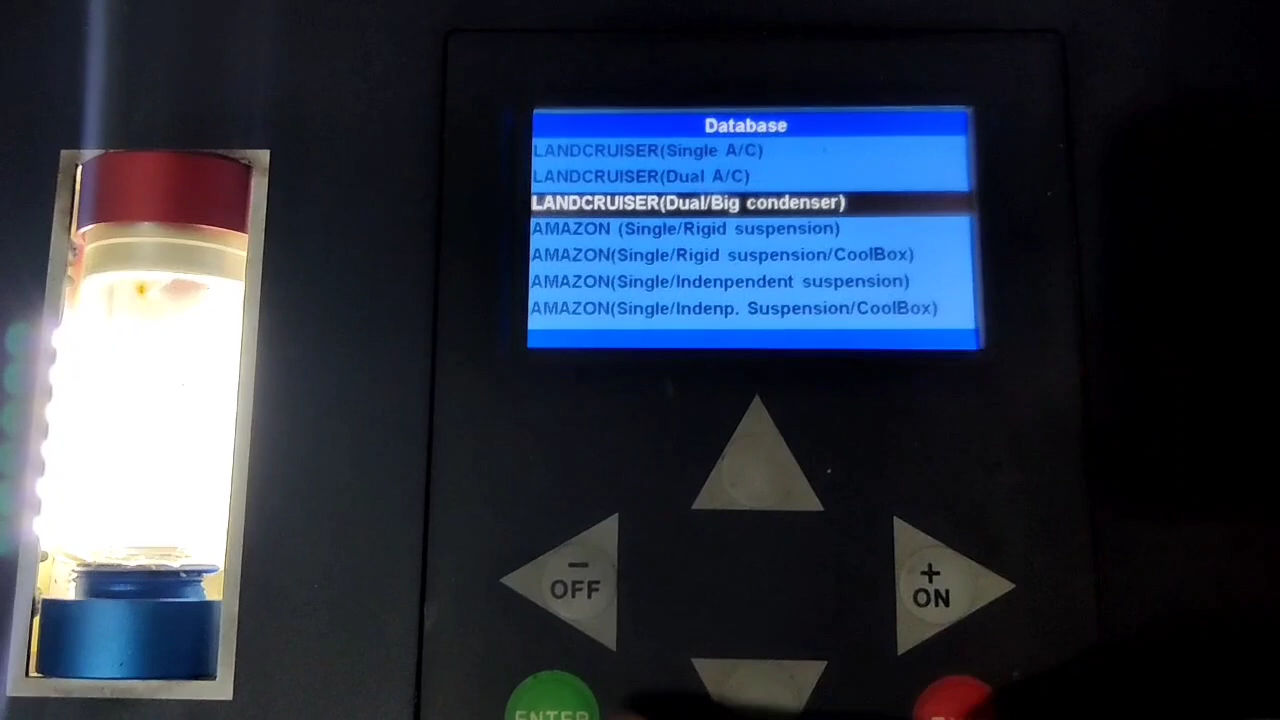 Database
LANDCRUISER(Single A/C)
LANDCRUISER(Dual A/C)
LANDCRUISER(Dual/Big condenser)
AMAZON (Single/Rigid suspension)
AMAZON(Single/Rigid suspension/CoolBox)
AMAZON(Single/Indenpendent suspension)
AMAZON(Single/Indenp. Suspension/CoolBox)
−
OFF
+
ON
ENTER